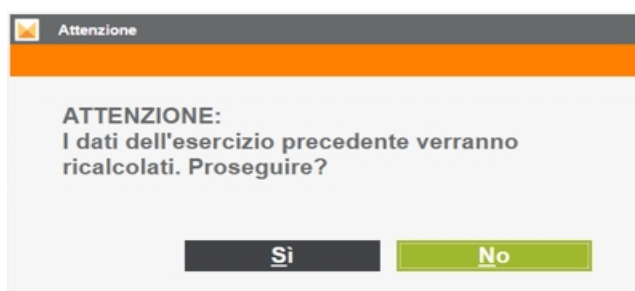 Attenzione
ATTENZIONE:
I dati dell'esercizio precedente verranno
ricalcolati. Proseguire?
Sì
No